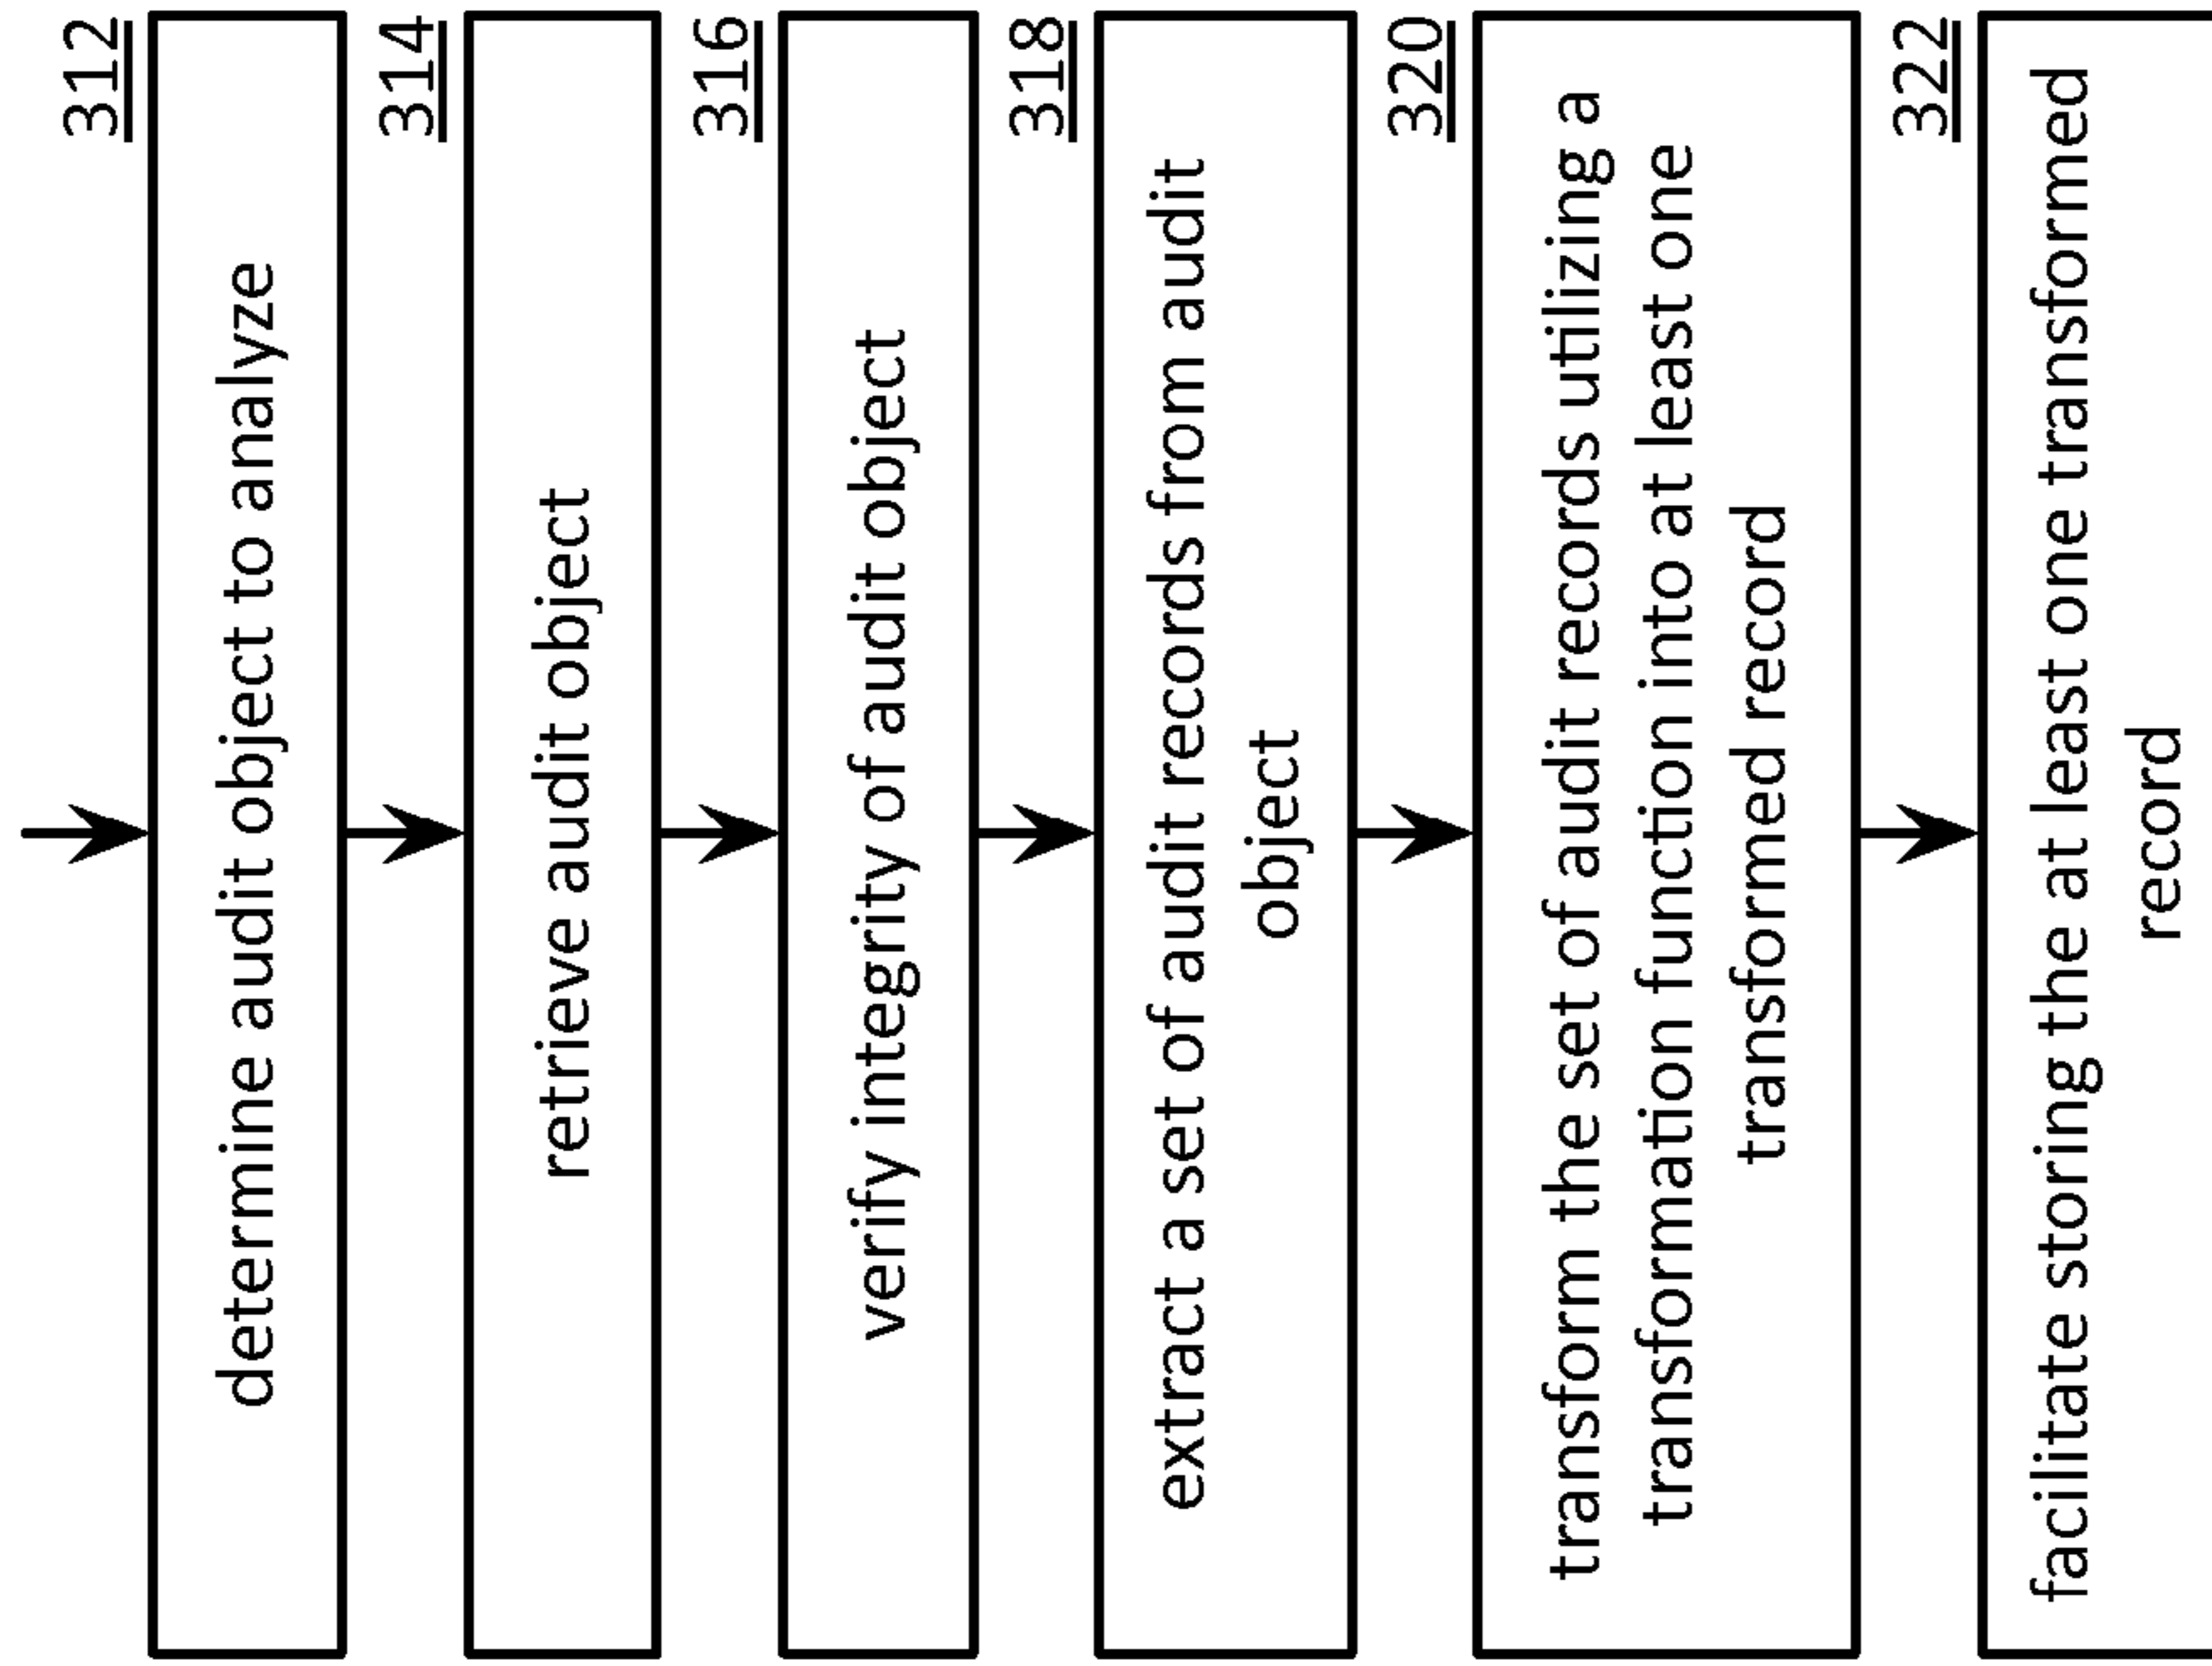 312
determine audit object to analyze
314
retrieve audit object
316
verify integrity of audit object
318
extract a set of audit records from audit
object
320
transform the set of audit records utilizing a
transformation function into at least one
transformed record
322
facilitate storing the at least one transformed
record